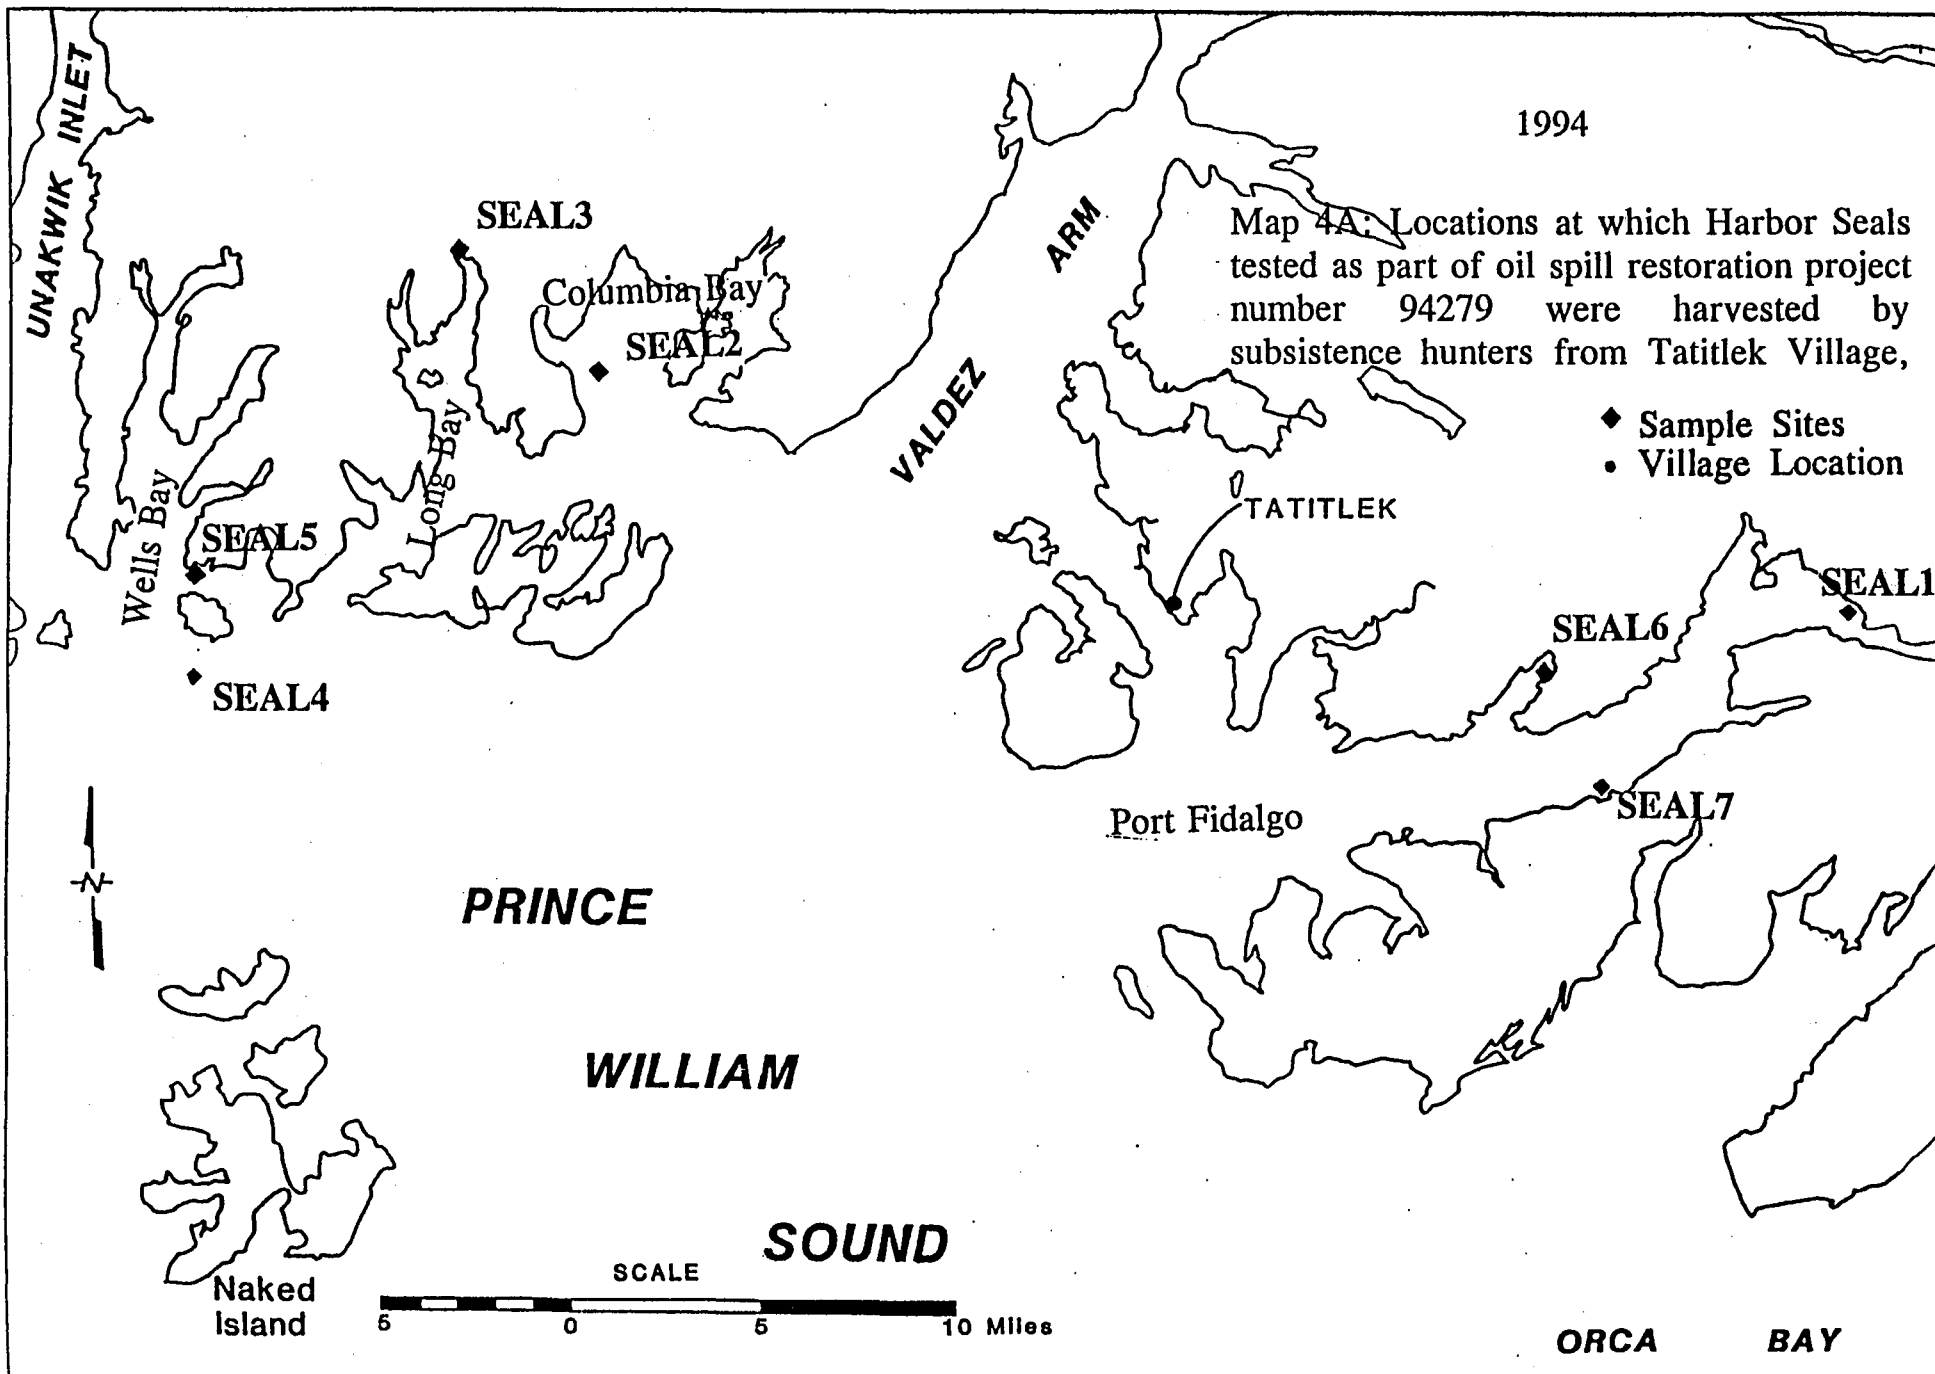 1994
Map 4A: Locations at which Harbor Seals
tested as part of oil spill restoration project
number 94279 were harvested by
subsistence hunters from Tatitlek Village,
Sample Sites
Village Location
UNAKWIK INLET
SEAL3
Columbia Bay
SEAL2
VALDEZ ARM
Long Bay
Wells Bay
SEAL5
SEAL4
TATITLEK
SEAL1
SEAL6
SEAL7
Port Fidalgo
N
PRINCE
WILLIAM
SOUND
Naked
Island
SCALE
5 0 5 10 Miles
ORCA BAY